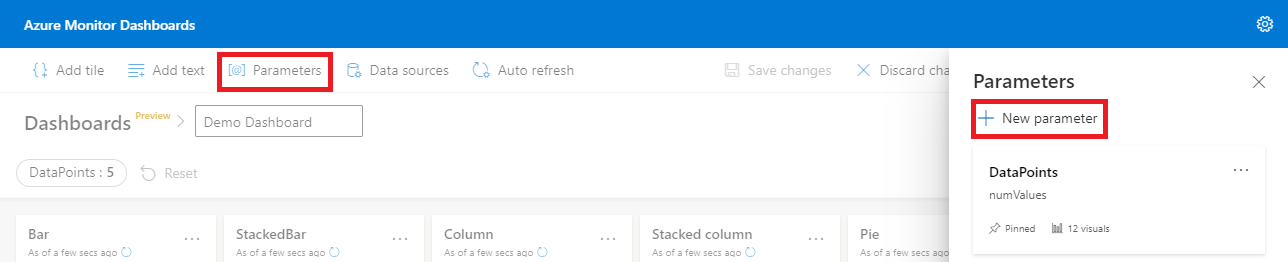 Azure Monitor Dashboards
Add tile
Add text
[@] Parameters
Data sources
Auto refresh
Save changes
Discard cha
Dashboards Preview
Demo Dashboard
DataPoints : 5
Reset
Bar
As of a few secs ago
StackedBar
As of a few secs ago
Column
As of a few secs ago
Stacked column
As of a few secs ago
Pie
As of a few secs ago
Parameters
New parameter
DataPoints
numValues
Pinned
12 visuals